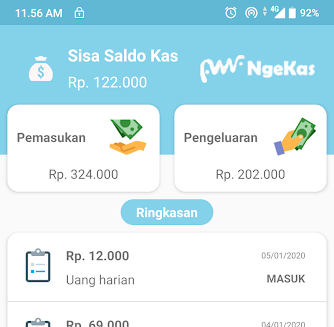 11.56 AM
4G
92%
Sisa Saldo Kas
Rp. 122.000
NgeKas
Pemasukan
Rp. 324.000
Pengeluaran
Rp. 202.000
Ringkasan
Rp. 12.000
05/01/2020
Uang harian
MASUK
Rp. 69.000
04/01/2020